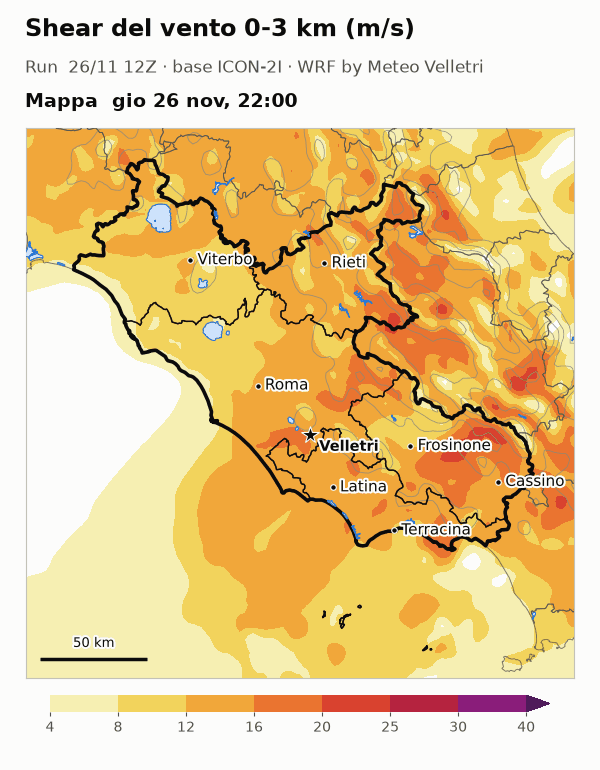 Shear del vento 0-3 km (m/s)
Run  26/11 12Z · base ICON-2I · WRF by Meteo Velletri
Mappa  gio 26 nov, 22:00
Viterbo
Rieti
Roma
Velletri
Frosinone
Latina
Cassino
Terracina
50 km
4 8 12 16 20 25 30 40